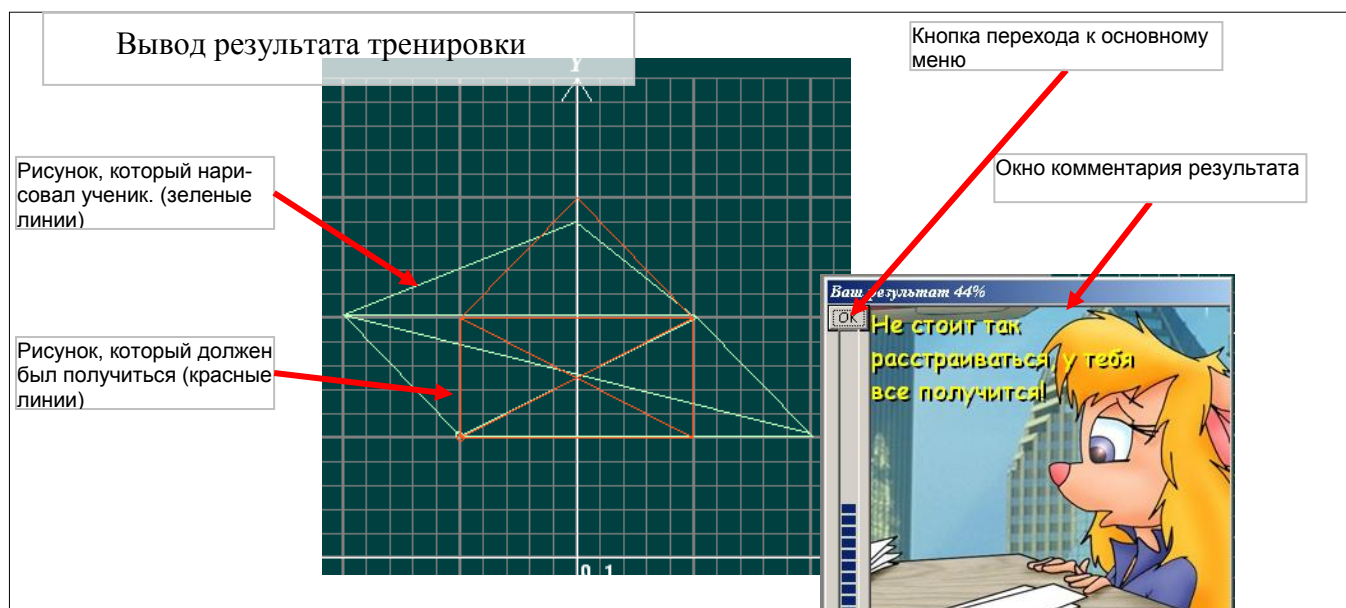 Вывод результата тренировки
Кнопка перехода к основному
меню
Y
Рисунок, который нари-
совал ученик. (зеленые
линии)
Окно комментария результата
Ваш результат 44%
OK
Не стоит так
расстраиваться, у тебя
все получится!
Рисунок, который должен
был получиться (красные
линии)
0 1